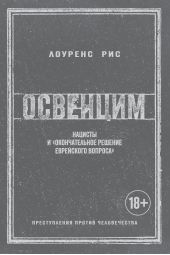 ЛОУРЕНС РИС
ОСВЕНЦИМ
НАЦИСТЫ
И «ОКОНЧАТЕЛЬНОЕ РЕШЕНИЕ
ЕВРЕЙСКОГО ВОПРОСА»
18+
ПРЕСТУПЛЕНИЯ ПРОТИВ ЧЕЛОВЕЧЕСТВА